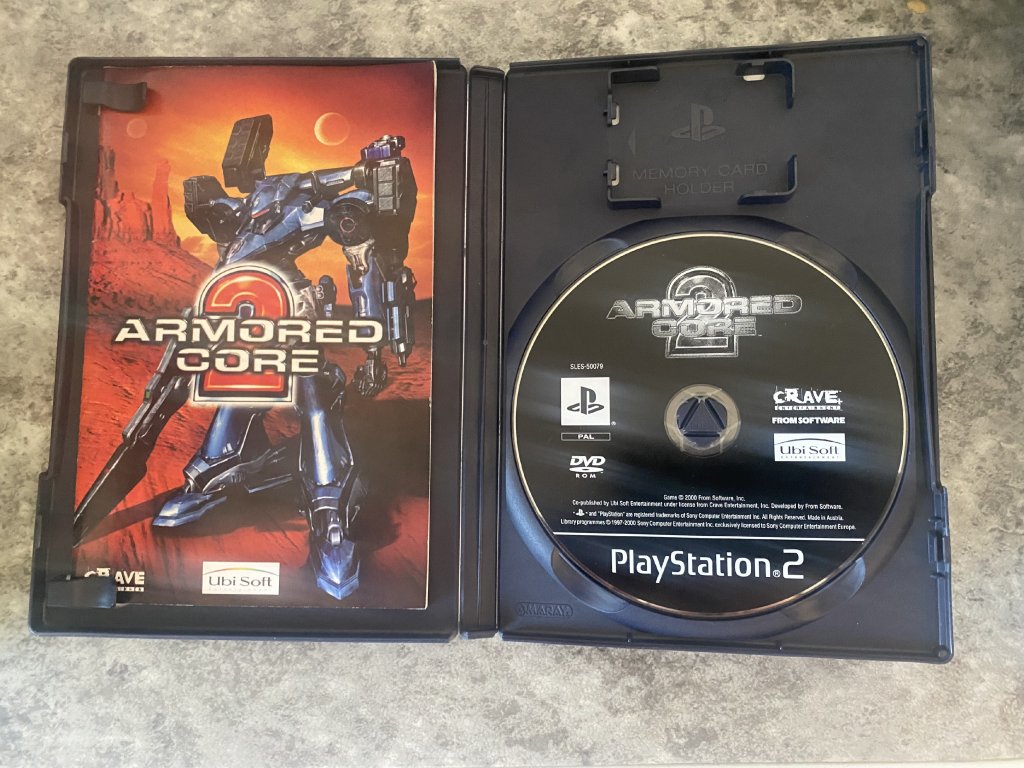 2
ARMORED
CORE
CRAVE
Ubi Soft
ENTERTAINMENT
MEMORY CARD
HOLDER
2
ARMORED
CORE
SLES-50079
PAL
DVD
ROM
CRAVE
ENTERTAINMENT
FROM SOFTWARE
Ubi Soft
ENTERTAINMENT
Game © 2000 From Software, Inc.
Co-published by Ubi Soft Entertainment under license from Crave Entertainment, Inc. Developed by From Software.
" " and "PlayStation" are registered trademarks of Sony Computer Entertainment Inc. All Rights Reserved. Made in Austria.
Library programmes © 1997-2000 Sony Computer Entertainment Inc. exclusively licensed to Sony Computer Entertainment Europe.
PlayStation®2
AMARAY